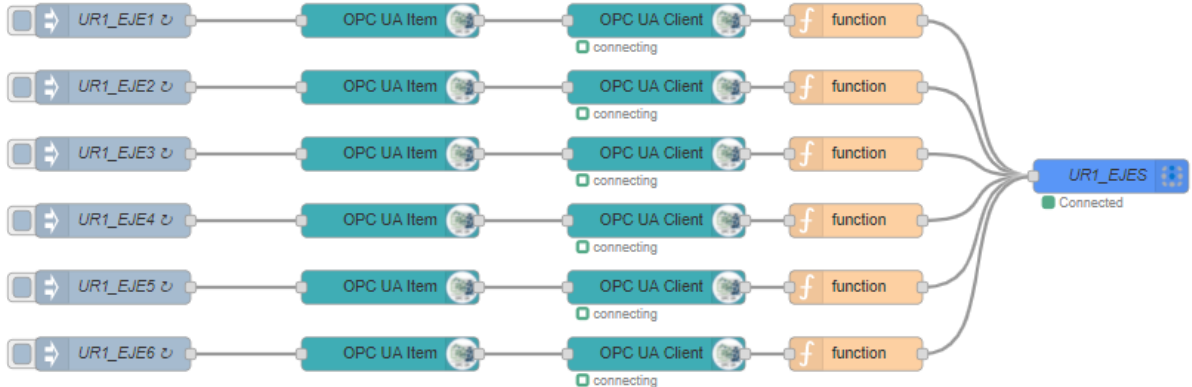 UR1_EJE1 ↻ OPC UA Item OPC UA Client function
connecting
UR1_EJE2 ↻ OPC UA Item OPC UA Client function
connecting
UR1_EJE3 ↻ OPC UA Item OPC UA Client function
connecting
UR1_EJES
Connected
UR1_EJE4 ↻ OPC UA Item OPC UA Client function
connecting
UR1_EJE5 ↻ OPC UA Item OPC UA Client function
connecting
UR1_EJE6 ↻ OPC UA Item OPC UA Client function
connecting